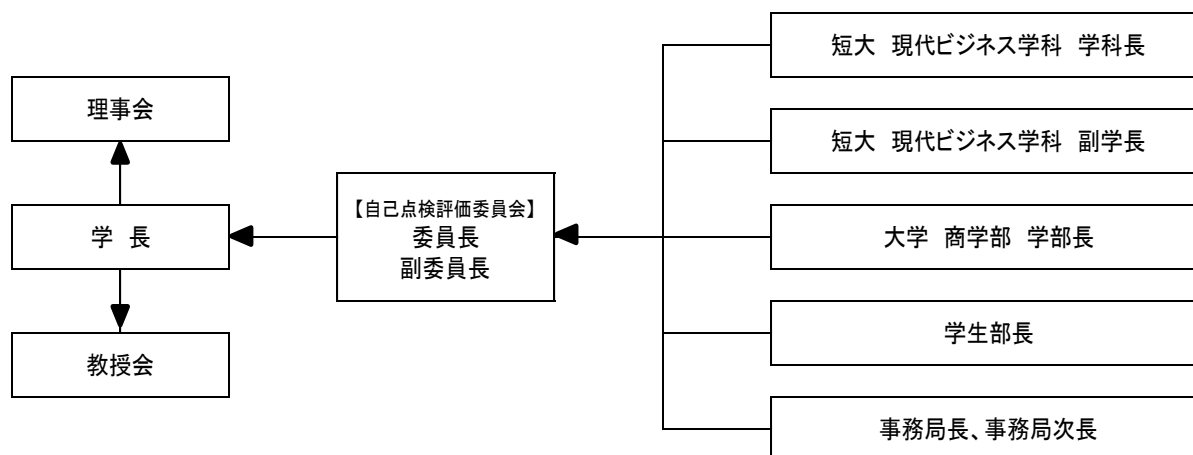 理事会
学 長
教授会
【自己点検評価委員会】
委員長
副委員長
短大 現代ビジネス学科 学科長
短大 現代ビジネス学科 副学長
大学 商学部 学部長
学生部長
事務局長、事務局次長